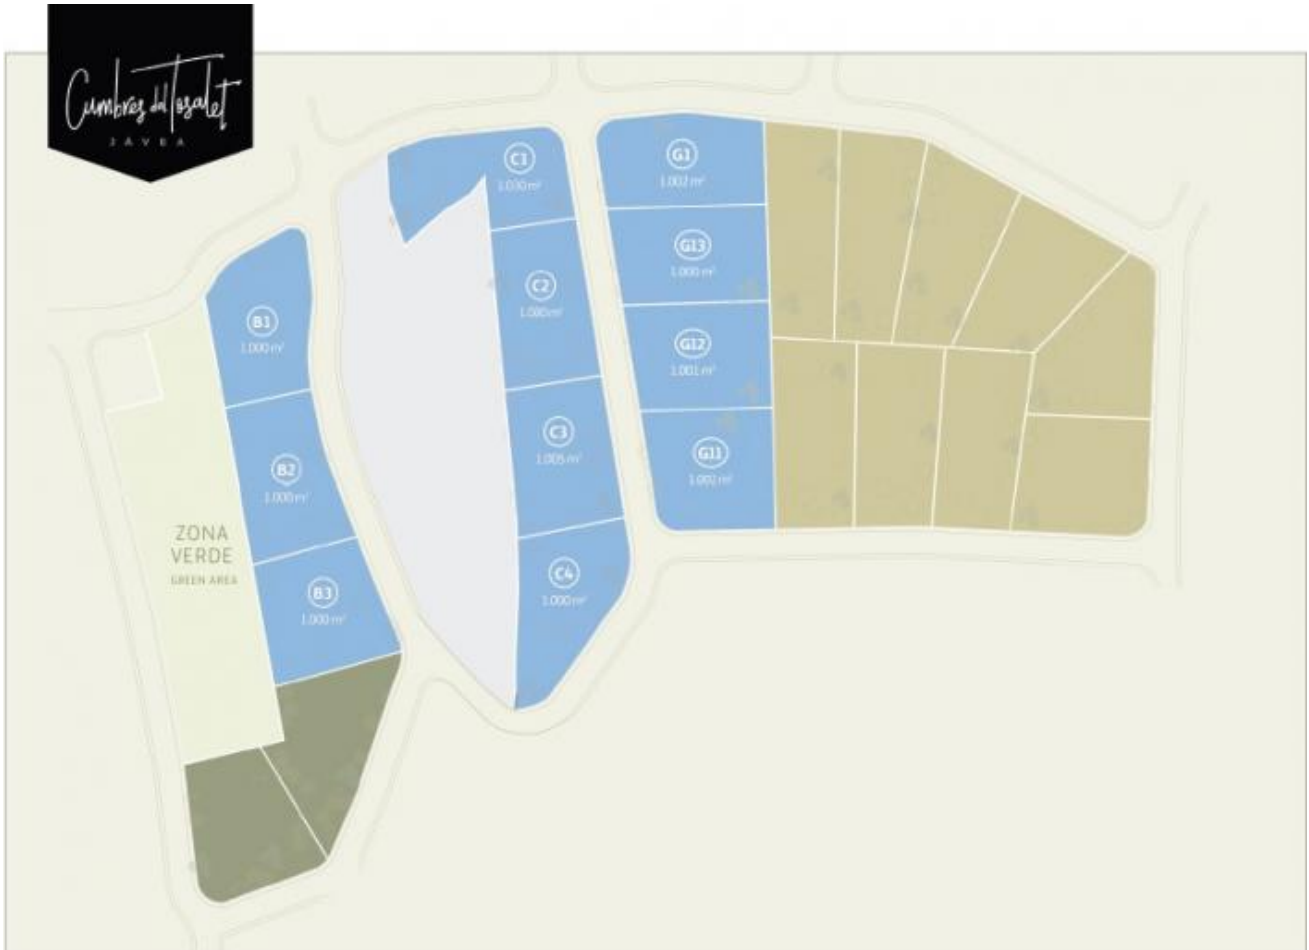 Cumbres del Tosalet
JÁVEA
C1
1.030 m²
G1
1.002 m²
G13
1.000 m²
C2
1.080 m²
B1
1.000 m²
G12
1.001 m²
C3
1.005 m²
G11
1.002 m²
B2
1.000 m²
ZONA
VERDE
GREEN AREA
C4
1.000 m²
B3
1.000 m²